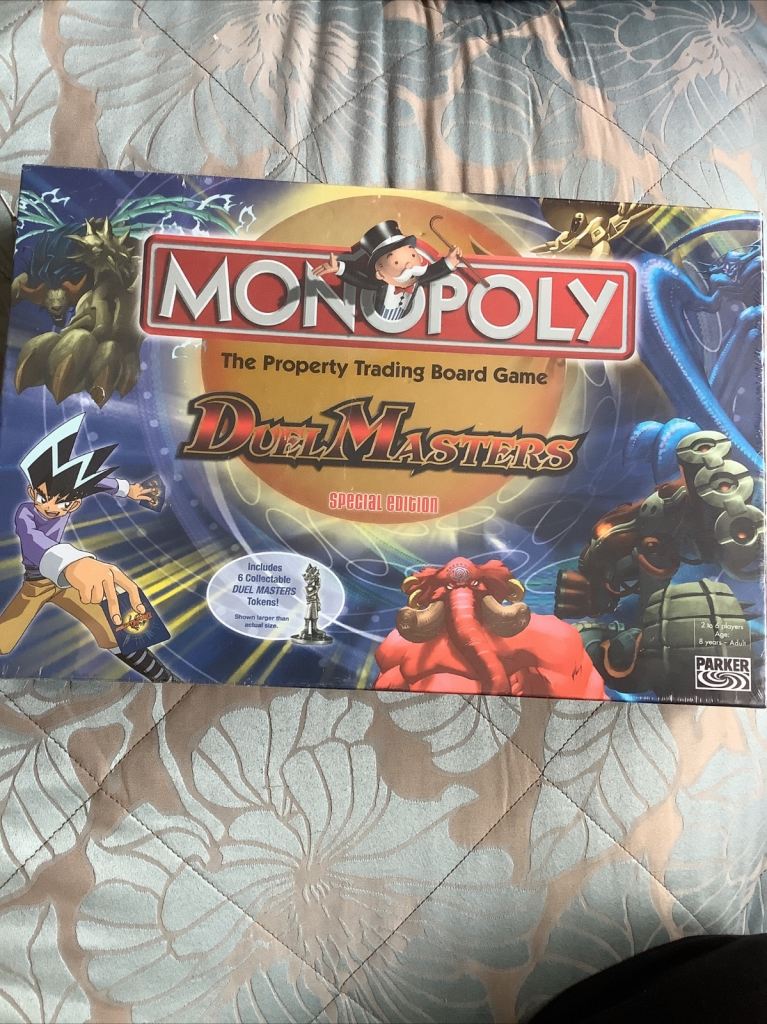 MONOPOLY
The Property Trading Board Game
DUEL MASTERS
SPECIAL EDITION
Includes
6 Collectable
DUEL MASTERS
Tokens!
Shown larger than
actual size.
2 to 6 players
Age:
8 years - Adult
PARKER